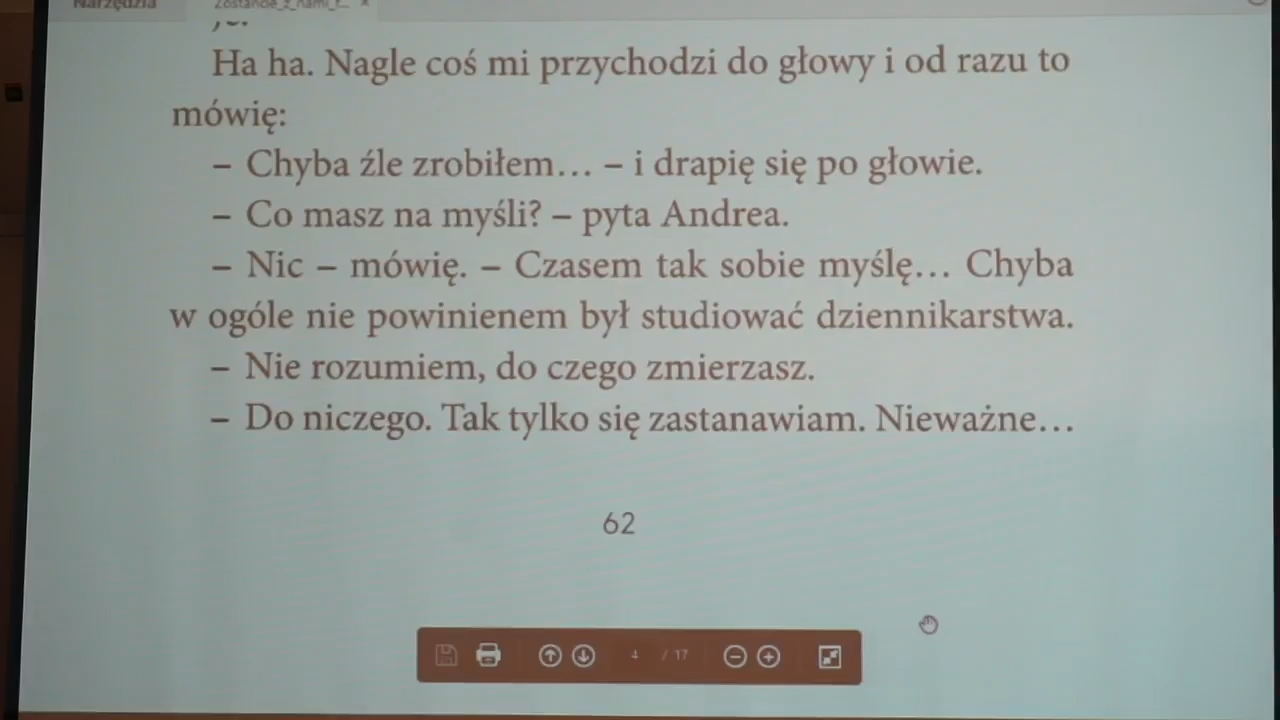 Narzędzia
Ha ha. Nagle coś mi przychodzi do głowy i od razu to
mówię:
– Chyba źle zrobiłem… – i drapię się po głowie.
– Co masz na myśli? – pyta Andrea.
– Nic – mówię. – Czasem tak sobie myślę… Chyba
w ogóle nie powinienem był studiować dziennikarstwa.
– Nie rozumiem, do czego zmierzasz.
– Do niczego. Tak tylko się zastanawiam. Nieważne…
62
4 / 17